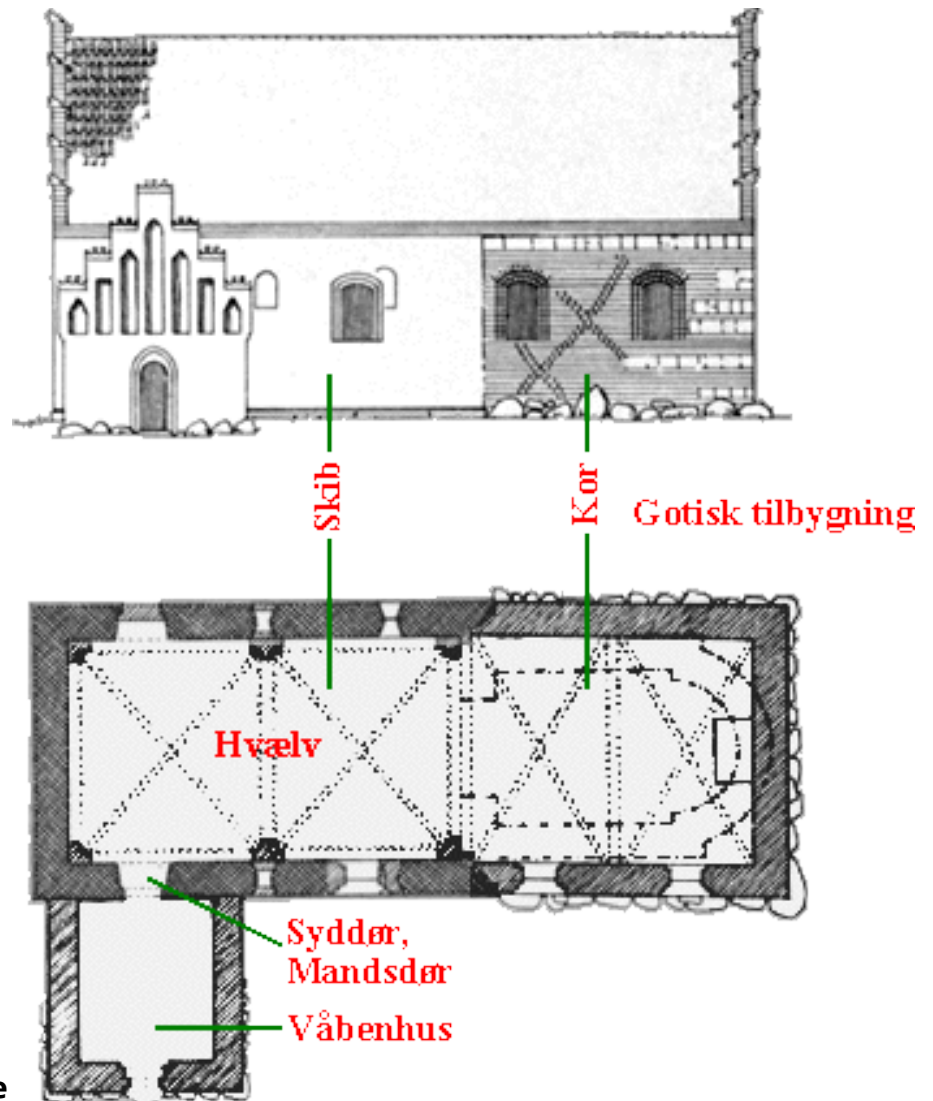 Skib
Kor
Gotisk tilbygning
Hvælv
Syddør,
Mandsdør
Våbenhus
e